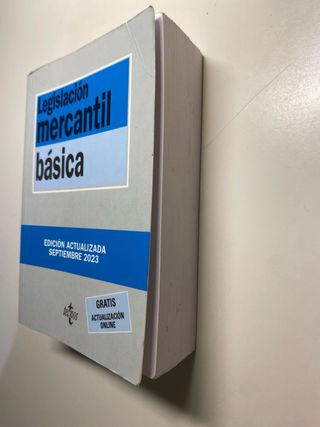 Legislación
mercantil
básica
EDICIÓN ACTUALIZADA
SEPTIEMBRE 2023
tecnos
GRATIS
ACTUALIZACIÓN
ONLINE